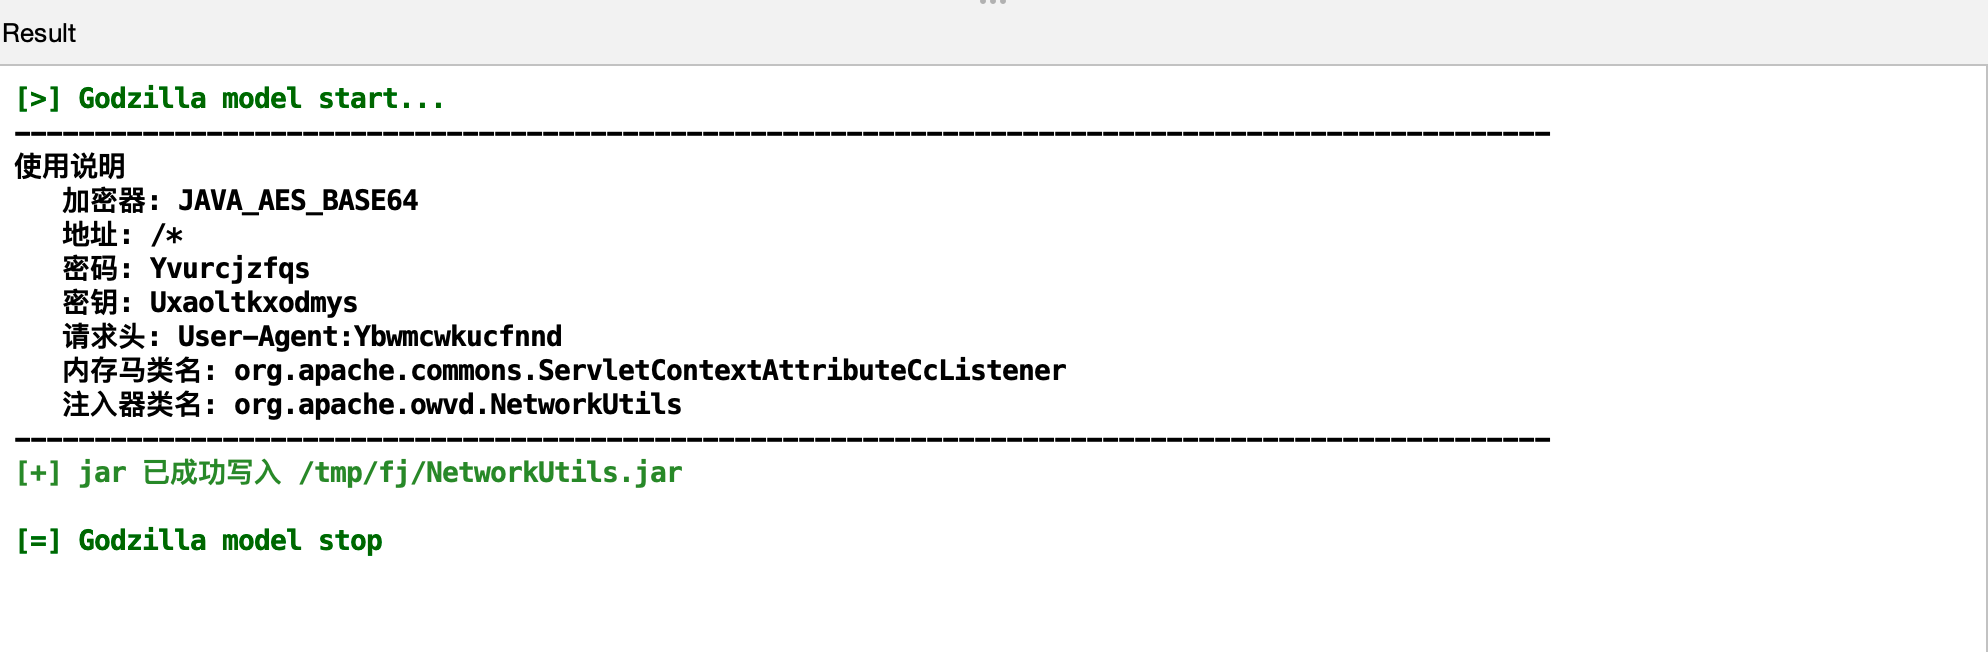 Result
[>] Godzilla model start...
------------------------------------------------------------------------------------------------
使用说明
加密器: JAVA_AES_BASE64
地址: /*
密码: Yvurcjzfqs
密钥: Uxaoltkxodmys
请求头: User-Agent:Ybwmcwkucfnnd
内存马类名: org.apache.commons.ServletContextAttributeCcListener
注入器类名: org.apache.owvd.NetworkUtils
------------------------------------------------------------------------------------------------
[+] jar 已成功写入 /tmp/fj/NetworkUtils.jar
[=] Godzilla model stop